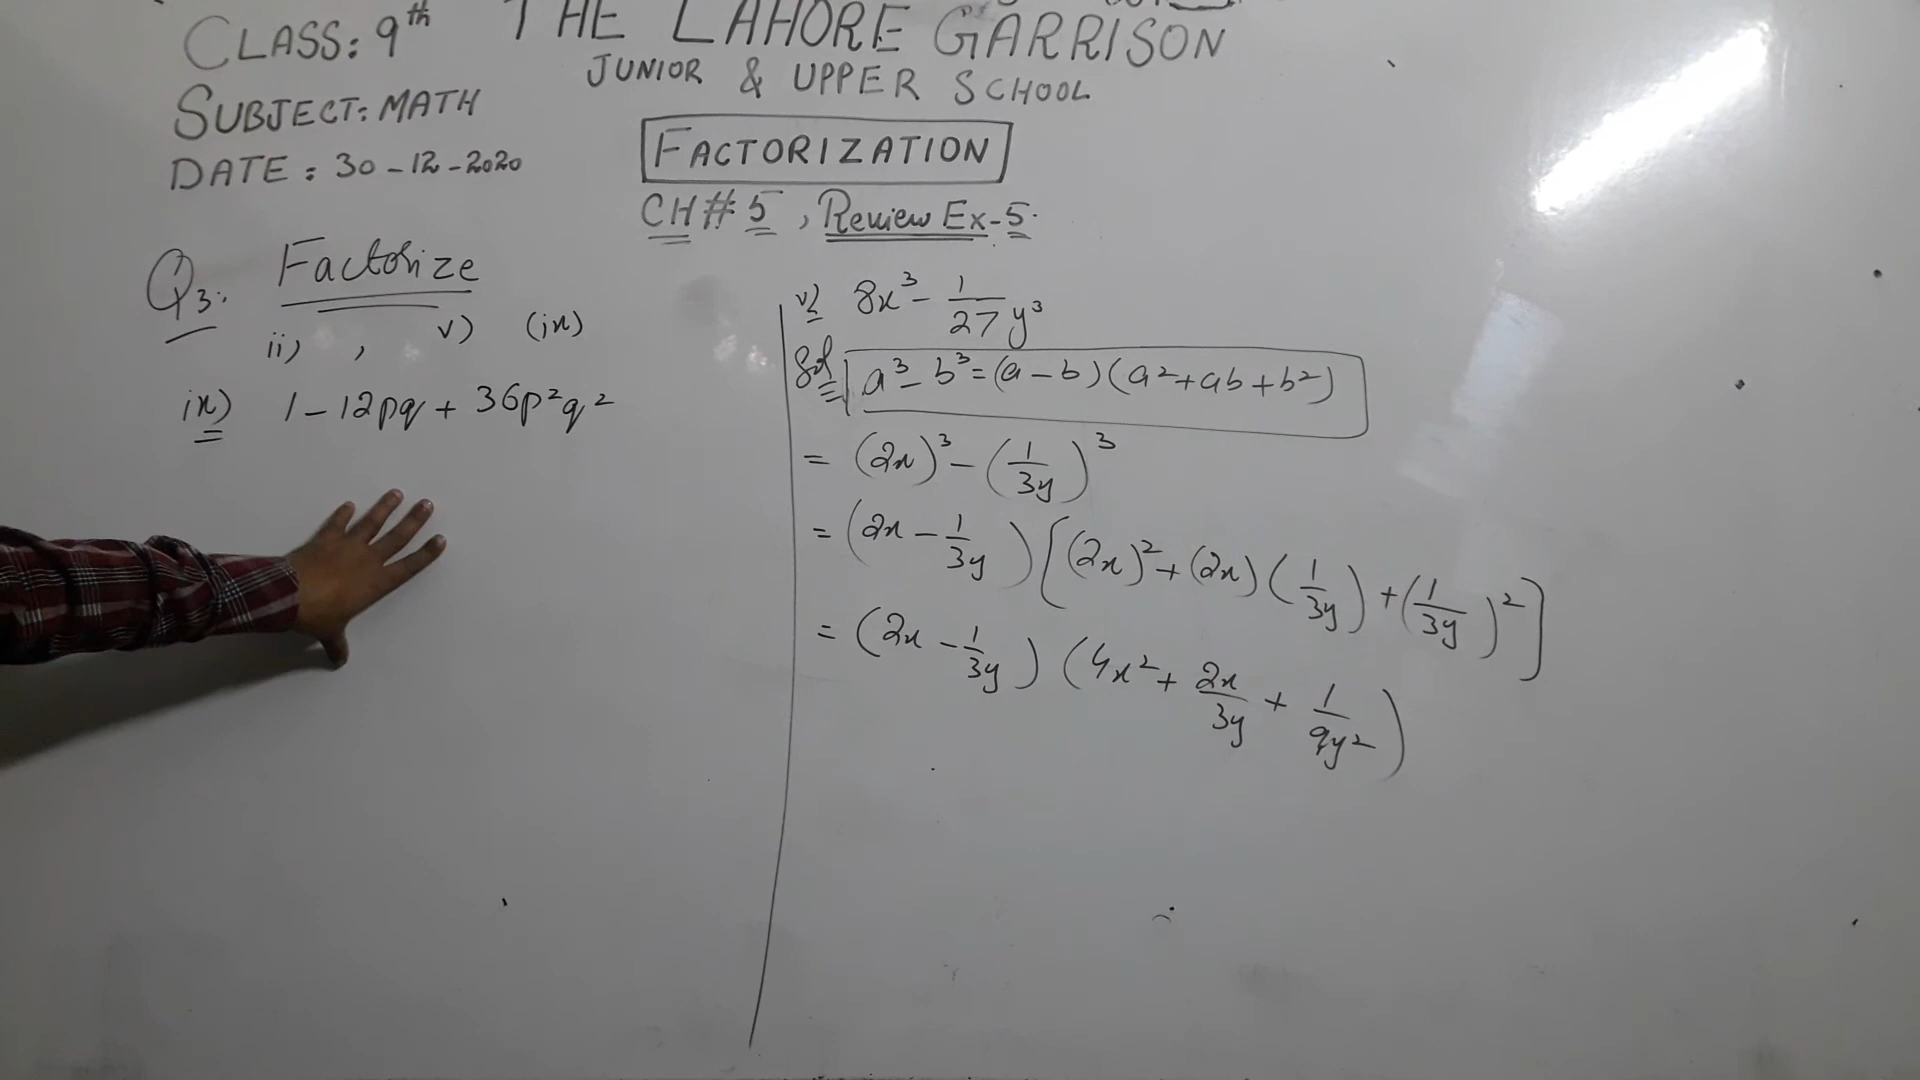 CLASS: 9th THE LAHORE GARRISON
JUNIOR & UPPER SCHOOL
SUBJECT: MATH
DATE: 30-12-2020
FACTORIZATION
CH# 5, Review Ex-5.
Q3: Factorize
ii) , v) (ix)
ix) 1 - 12pq + 36p²q²
v) 8x³ - 1/27y³
Sol a³ - b³ = (a - b)(a² + ab + b²)
= (2x)³ - (1/3y)³
= (2x - 1/3y)[(2x)² + (2x)(1/3y) + (1/3y)²]
= (2x - 1/3y)(4x² + 2x/3y + 1/9y²)